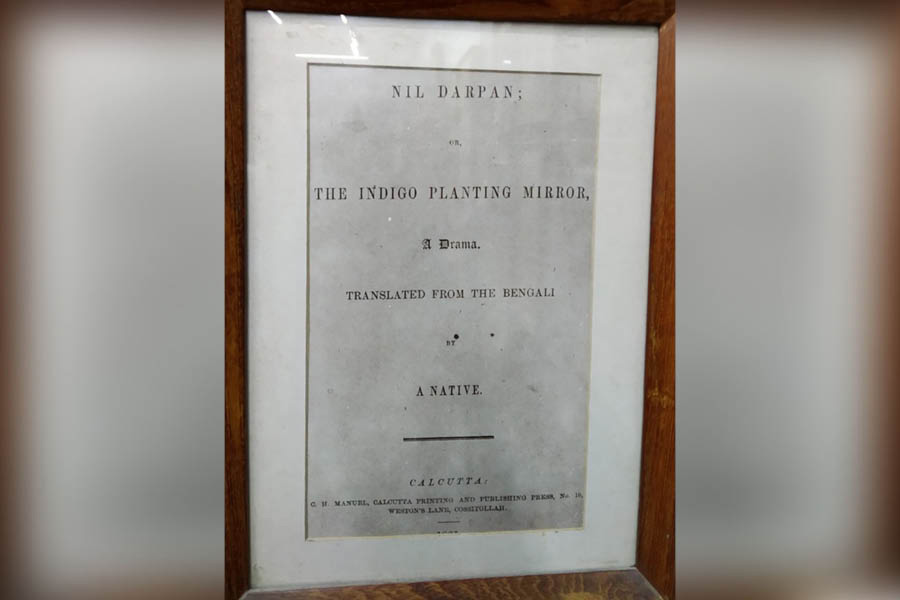 NIL DARPAN;
OR,
THE INDIGO PLANTING MIRROR,
A Drama.
TRANSLATED FROM THE BENGALI
BY
A NATIVE.
CALCUTTA:
C. H. MANUEL, CALCUTTA PRINTING AND PUBLISHING PRESS, No. 10,
WESTON'S LANE, COSSITOLLAH.